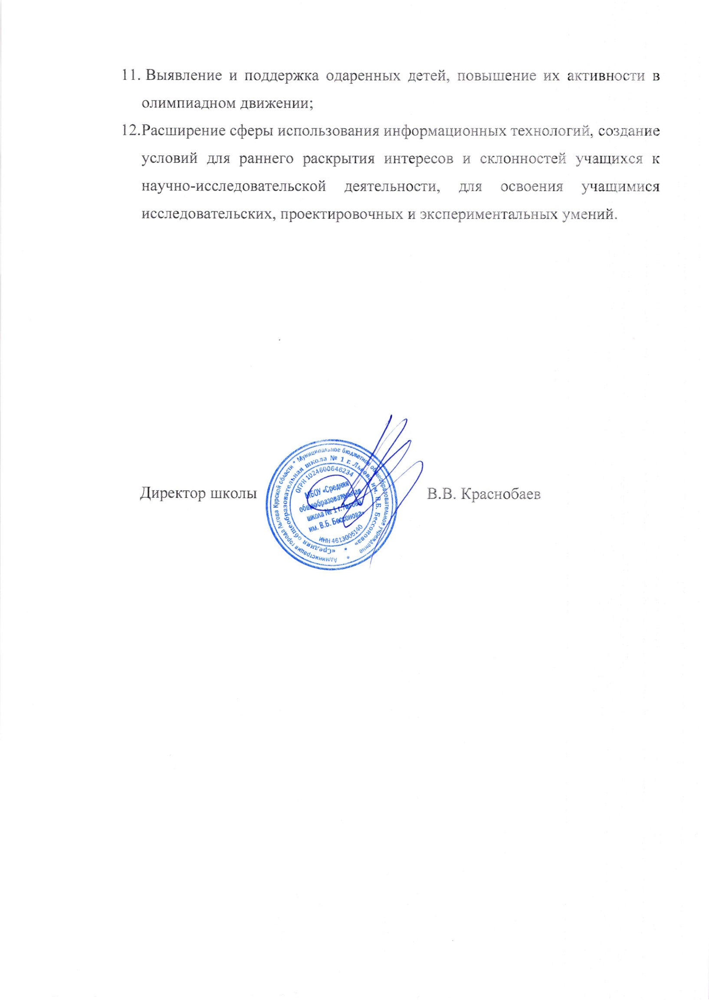 11. Выявление и поддержка одаренных детей, повышение их активности в
олимпиадном движении;
12.Расширение сферы использования информационных технологий, создание
условий для раннего раскрытия интересов и склонностей учащихся к
научно-исследовательской деятельности, для освоения учащимися
исследовательских, проектировочных и экспериментальных умений.
Директор школы
В.В. Краснобаев
Администрация города Льгова Курской области * Муниципальное бюджетное общеобразовательное учреждение *
«Средняя общеобразовательная школа № 1 г. Льгова им. В.Б. Бессонова» *
ОГРН 1024600646234
МБОУ «Средняя
общеобразовательная
школа № 1 г. Льгова
им. В.Б. Бессонова»
ИНН 4613005140